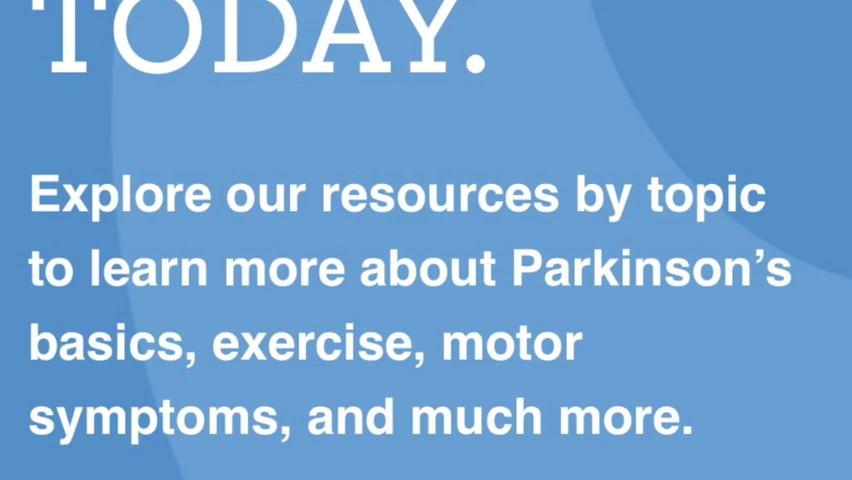 TODAY.
Explore our resources by topic
to learn more about Parkinson’s
basics, exercise, motor
symptoms, and much more.